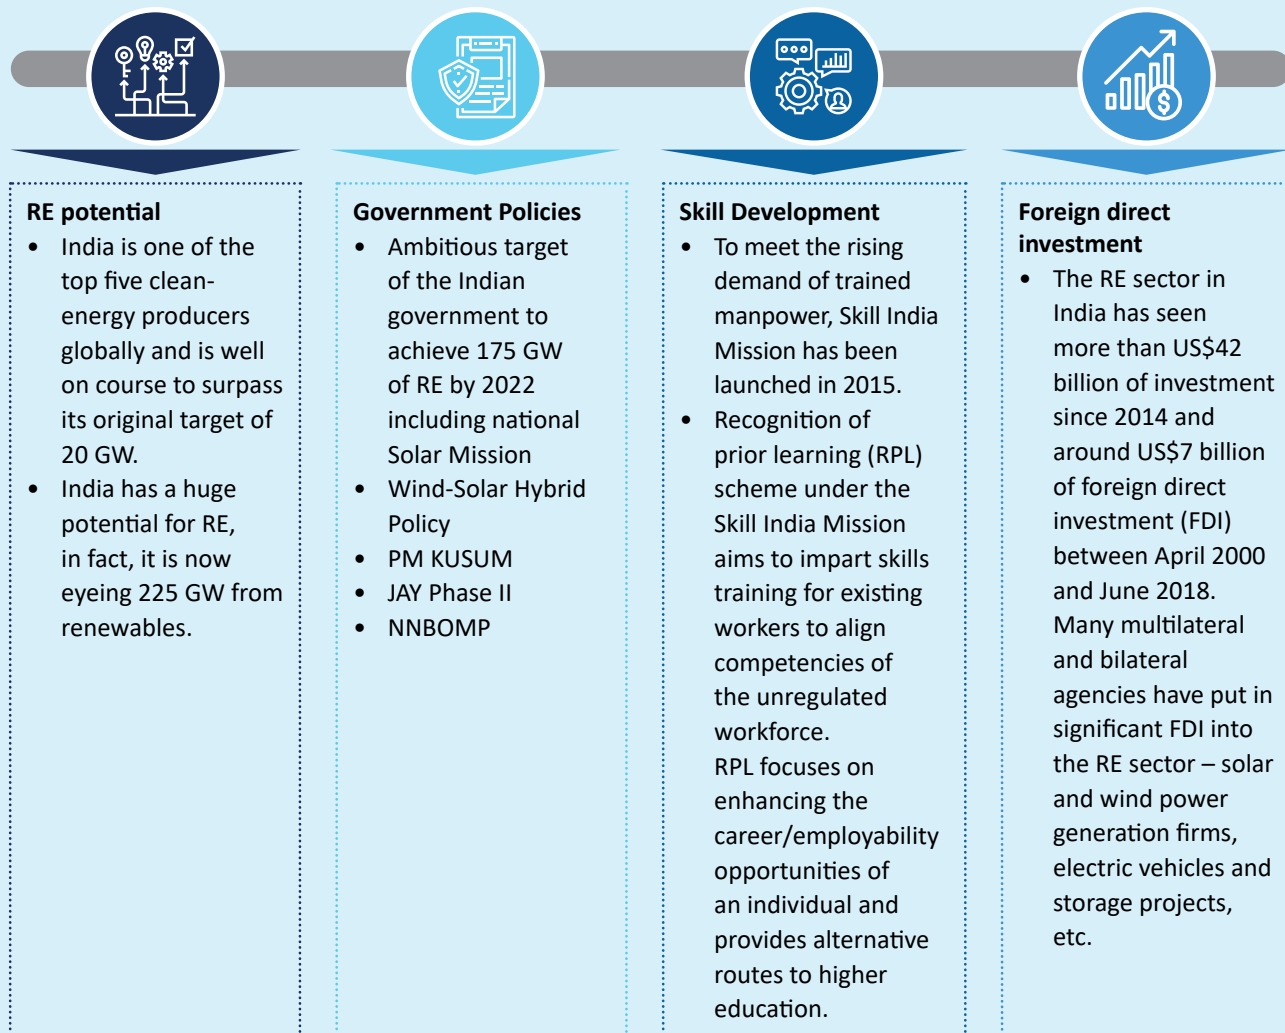 RE potential
• India is one of the
top five clean-
energy producers
globally and is well
on course to surpass
its original target of
20 GW.
• India has a huge
potential for RE,
in fact, it is now
eyeing 225 GW from
renewables.
Government Policies
• Ambitious target
of the Indian
government to
achieve 175 GW
of RE by 2022
including national
Solar Mission
• Wind-Solar Hybrid
Policy
• PM KUSUM
• JAY Phase II
• NNBOMP
Skill Development
• To meet the rising
demand of trained
manpower, Skill India
Mission has been
launched in 2015.
• Recognition of
prior learning (RPL)
scheme under the
Skill India Mission
aims to impart skills
training for existing
workers to align
competencies of
the unregulated
workforce.
RPL focuses on
enhancing the
career/employability
opportunities of
an individual and
provides alternative
routes to higher
education.
Foreign direct
investment
• The RE sector in
India has seen
more than US$42
billion of investment
since 2014 and
around US$7 billion
of foreign direct
investment (FDI)
between April 2000
and June 2018.
Many multilateral
and bilateral
agencies have put in
significant FDI into
the RE sector – solar
and wind power
generation firms,
electric vehicles and
storage projects,
etc.